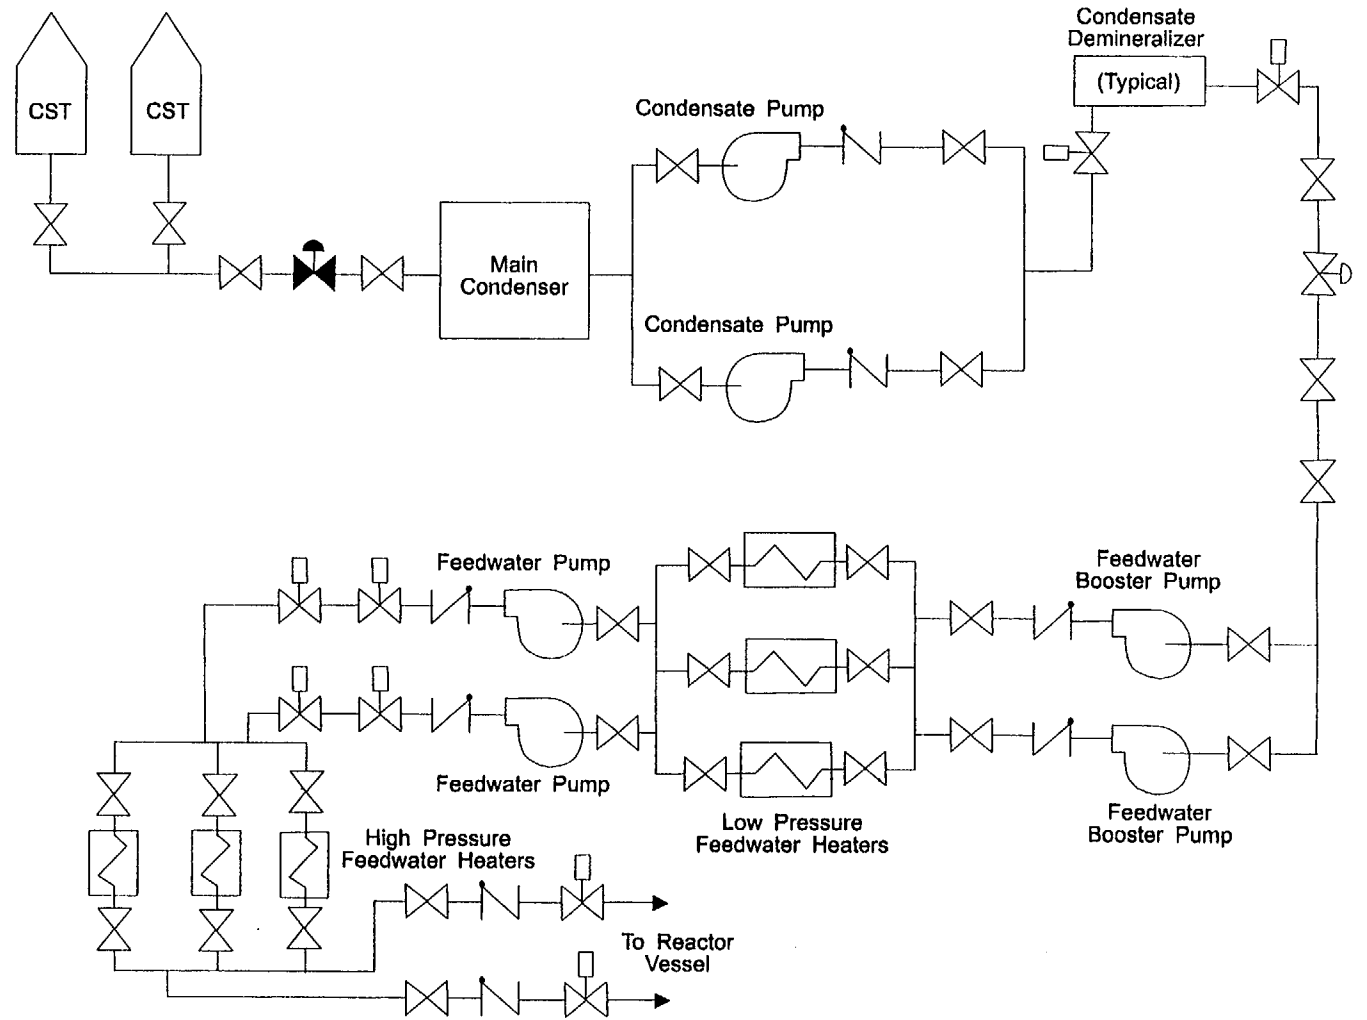 Condensate
Demineralizer
(Typical)
CST
CST
Condensate Pump
Main
Condenser
Condensate Pump
Feedwater Pump
Feedwater
Booster Pump
Feedwater Pump
Low Pressure
Feedwater Heaters
Feedwater
Booster Pump
High Pressure
Feedwater Heaters
To Reactor
Vessel